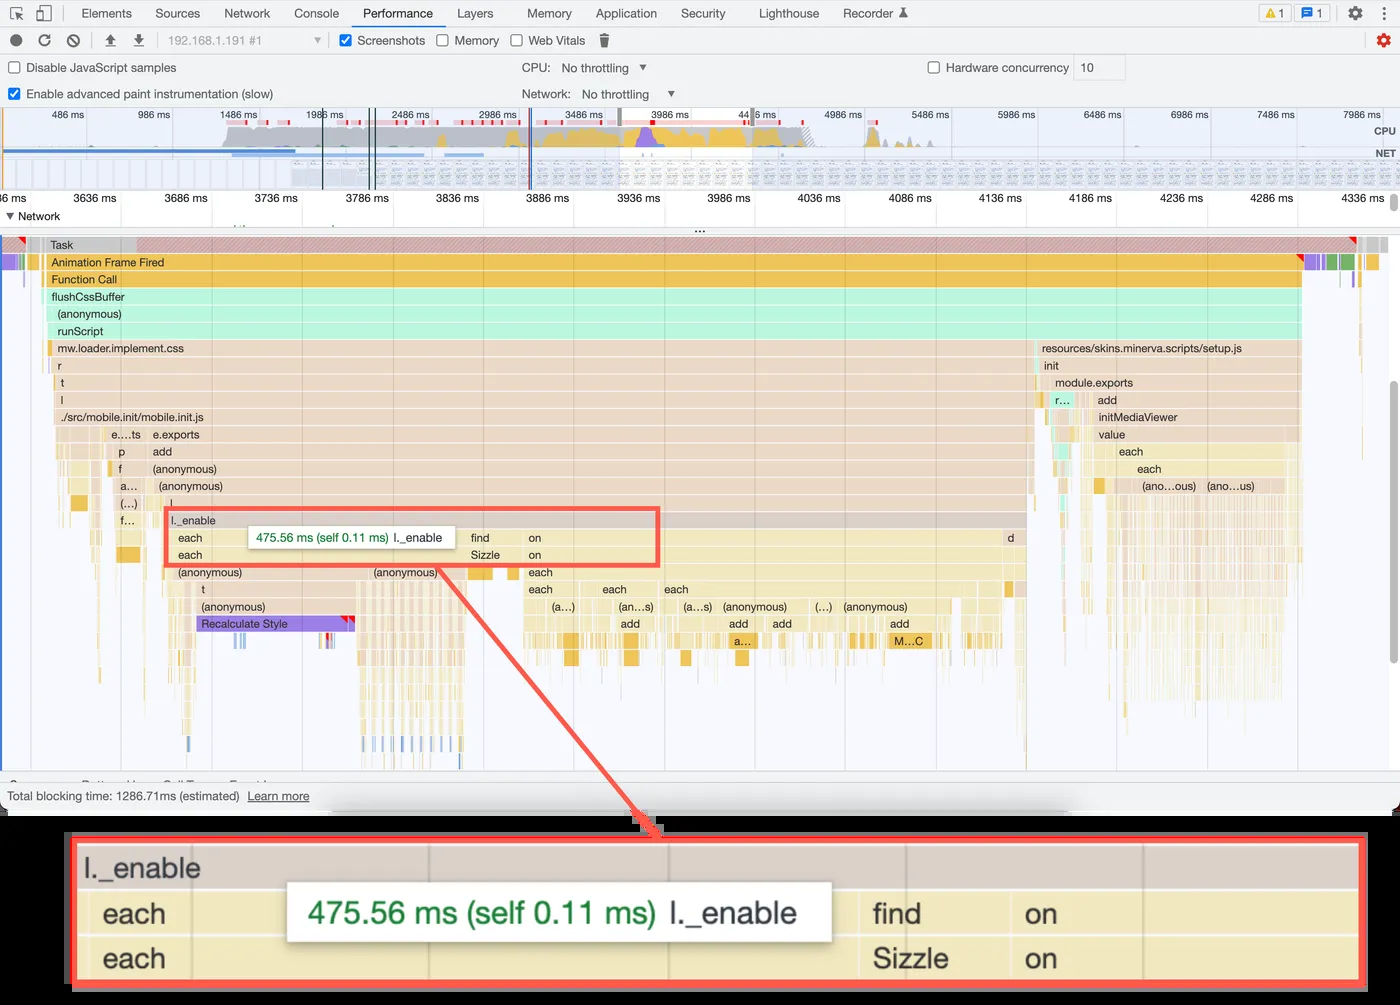 Elements Sources Network Console Performance Layers Memory Application Security Lighthouse Recorder 1 1
192.168.1.191 #1 Screenshots Memory Web Vitals
Disable JavaScript samples CPU: No throttling Hardware concurrency 10
Enable advanced paint instrumentation (slow) Network: No throttling
486 ms 986 ms 1486 ms 1986 ms 2486 ms 2986 ms 3486 ms 3986 ms 4986 ms 5486 ms 5986 ms 6486 ms 6986 ms 7486 ms 7986 ms
CPU
NET
36 ms 3636 ms 3686 ms 3736 ms 3786 ms 3836 ms 3886 ms 3936 ms 3986 ms 4036 ms 4086 ms 4136 ms 4186 ms 4236 ms 4286 ms 4336 ms
Network
...
Task
Animation Frame Fired
Function Call
flushCssBuffer
(anonymous)
runScript
mw.loader.implement.css resources/skins.minerva.scripts/setup.js
r init
t module.exports
l r... add
./src/mobile.init/mobile.init.js initMediaViewer
e....ts e.exports value
p add each
f (anonymous) each
a... (anonymous) (ano...ous) (ano...us)
(...) l
f... l._enable
each 475.56 ms (self 0.11 ms) l._enable find on d
each Sizzle on
(anonymous) (anonymous) each
t each each each
(anonymous) (a...) (an...s) (a...s) (anonymous) (...) (anonymous)
Recalculate Style add add add add
a... M...C
Total blocking time: 1286.71ms (estimated) Learn more
l._enable
each 475.56 ms (self 0.11 ms) l._enable find on
each Sizzle on